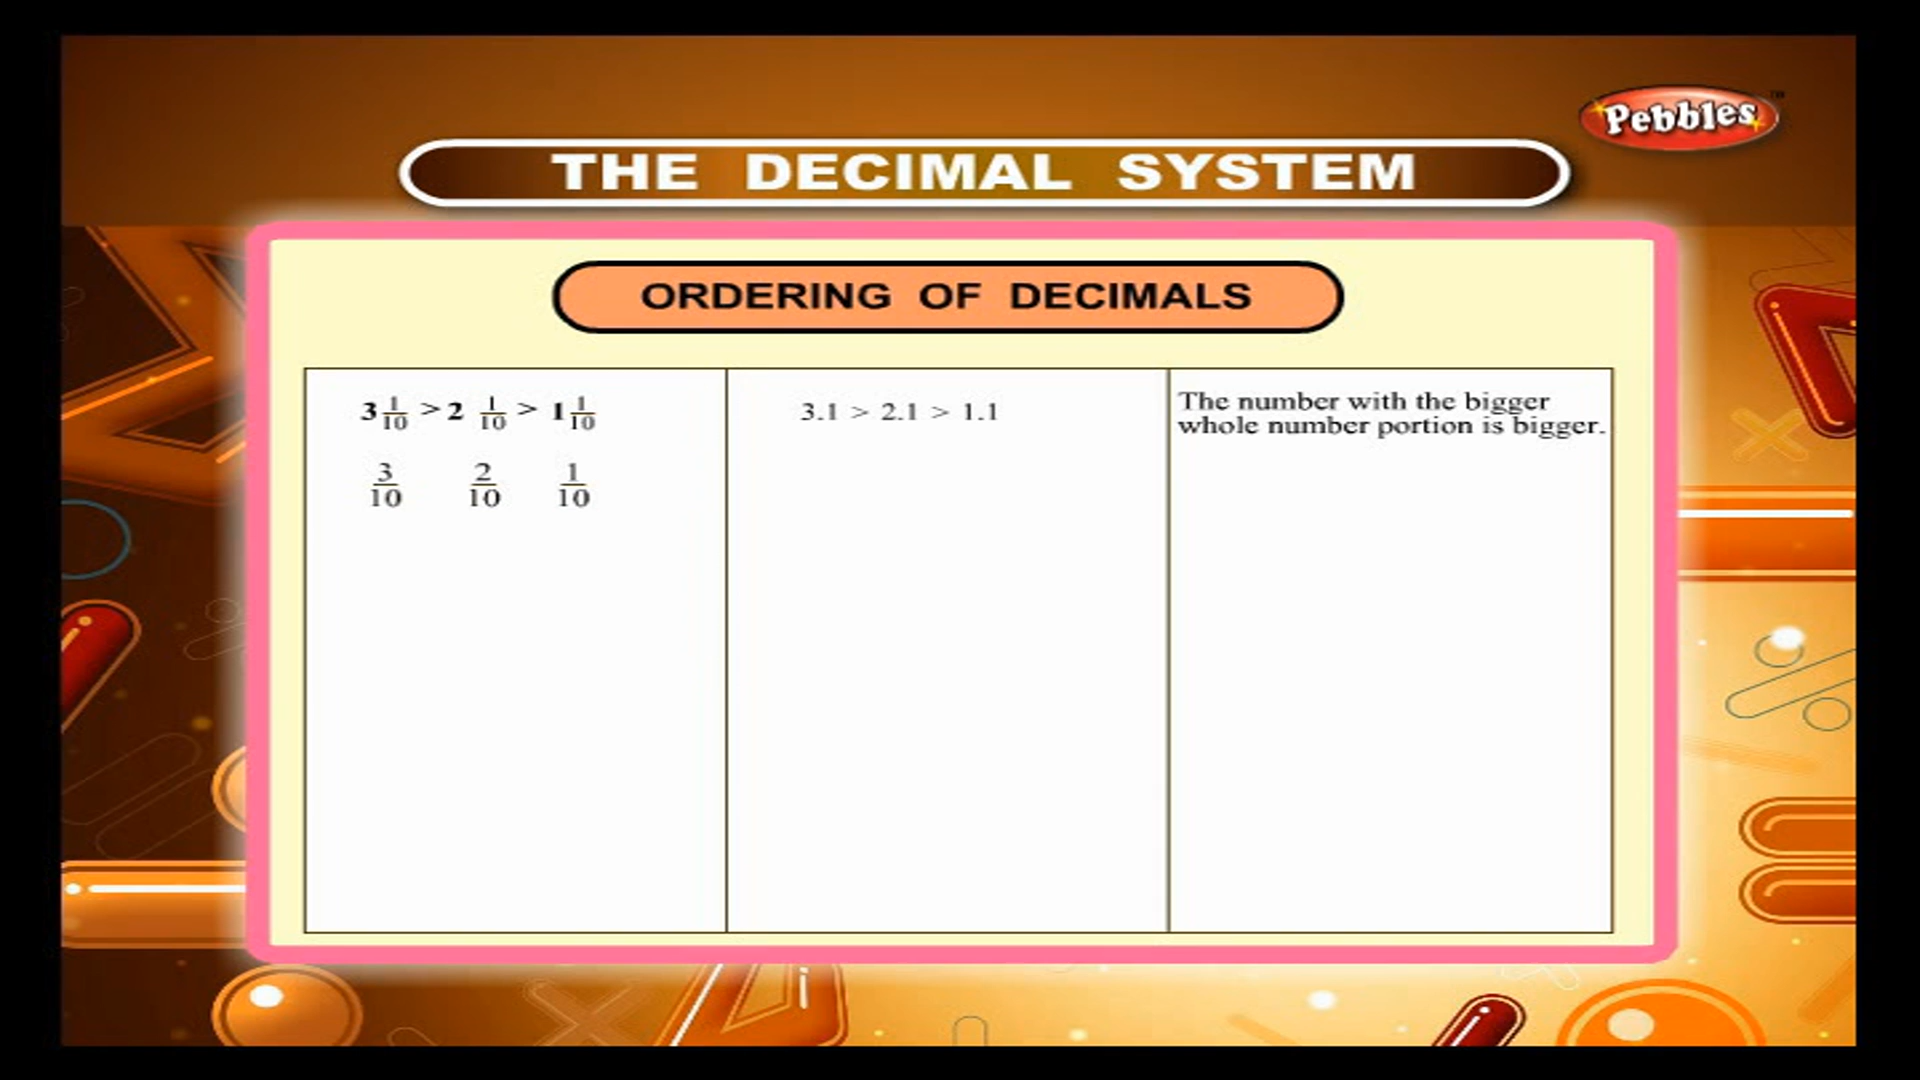 Pebbles™
THE DECIMAL SYSTEM
ORDERING OF DECIMALS
3 1/10 > 2 1/10 > 1 1/10
3/10 2/10 1/10
3.1 > 2.1 > 1.1
The number with the bigger
whole number portion is bigger.